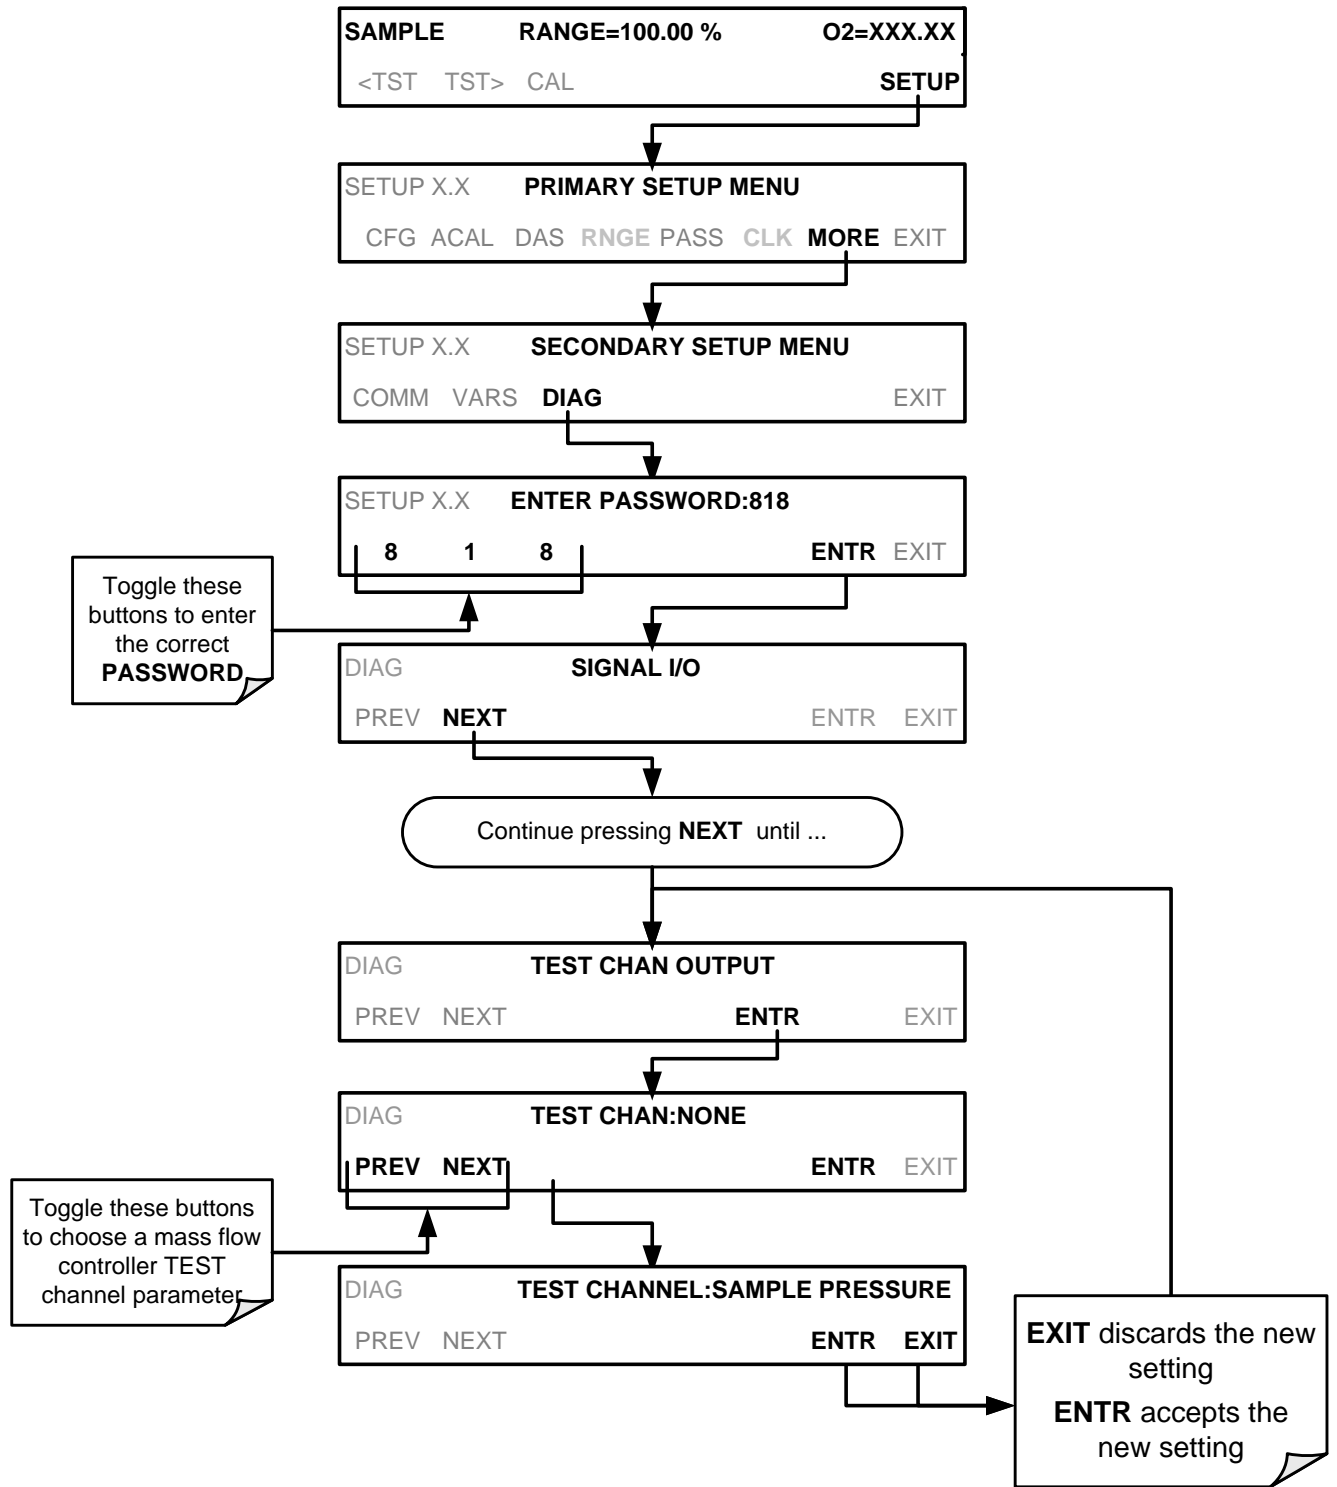 SAMPLE RANGE=100.00 % O2=XXX.XX
<TST TST> CAL SETUP
SETUP X.X PRIMARY SETUP MENU
CFG ACAL DAS RNGE PASS CLK MORE EXIT
SETUP X.X SECONDARY SETUP MENU
COMM VARS DIAG EXIT
SETUP X.X ENTER PASSWORD:818
8 1 8 ENTR EXIT
Toggle these
buttons to enter
the correct
PASSWORD
DIAG SIGNAL I/O
PREV NEXT ENTR EXIT
Continue pressing NEXT until ...
DIAG TEST CHAN OUTPUT
PREV NEXT ENTR EXIT
DIAG TEST CHAN:NONE
PREV NEXT ENTR EXIT
Toggle these buttons
to choose a mass flow
controller TEST
channel parameter
DIAG TEST CHANNEL:SAMPLE PRESSURE
PREV NEXT ENTR EXIT
EXIT discards the new
setting
ENTR accepts the
new setting